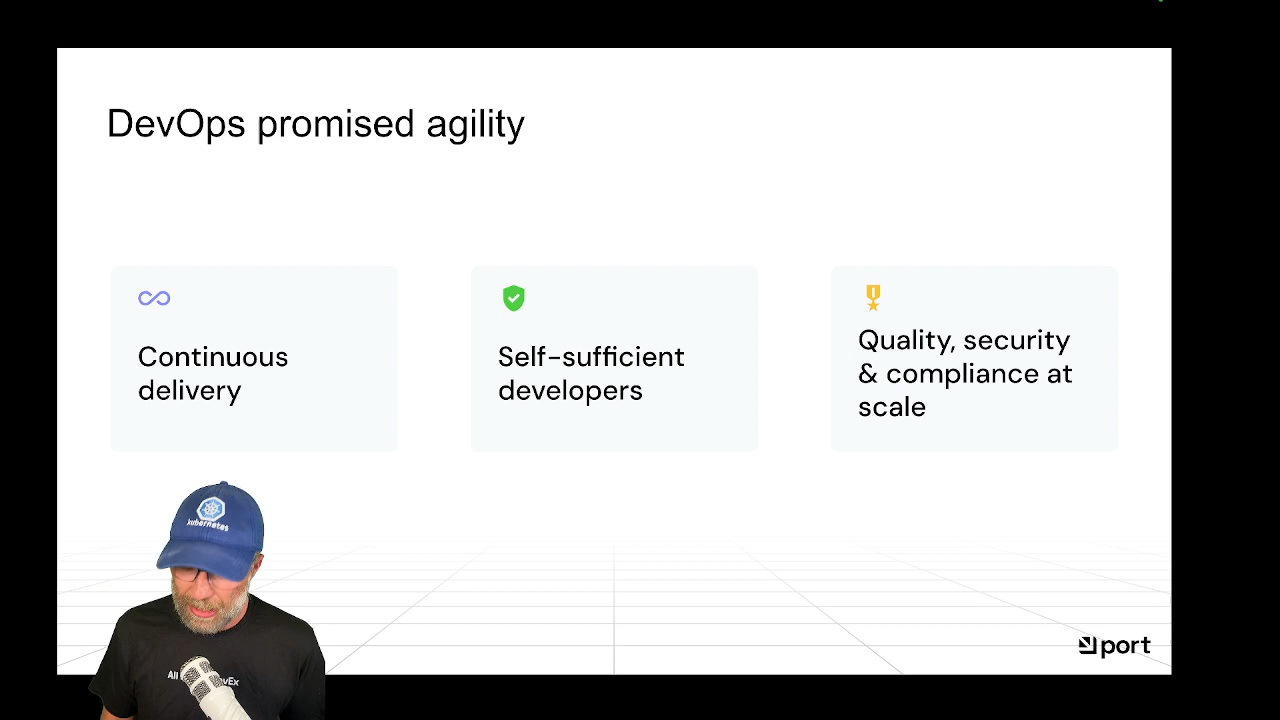 DevOps promised agility
Continuous
delivery
Self-sufficient
developers
Quality, security
& compliance at
scale
kubernetes
port